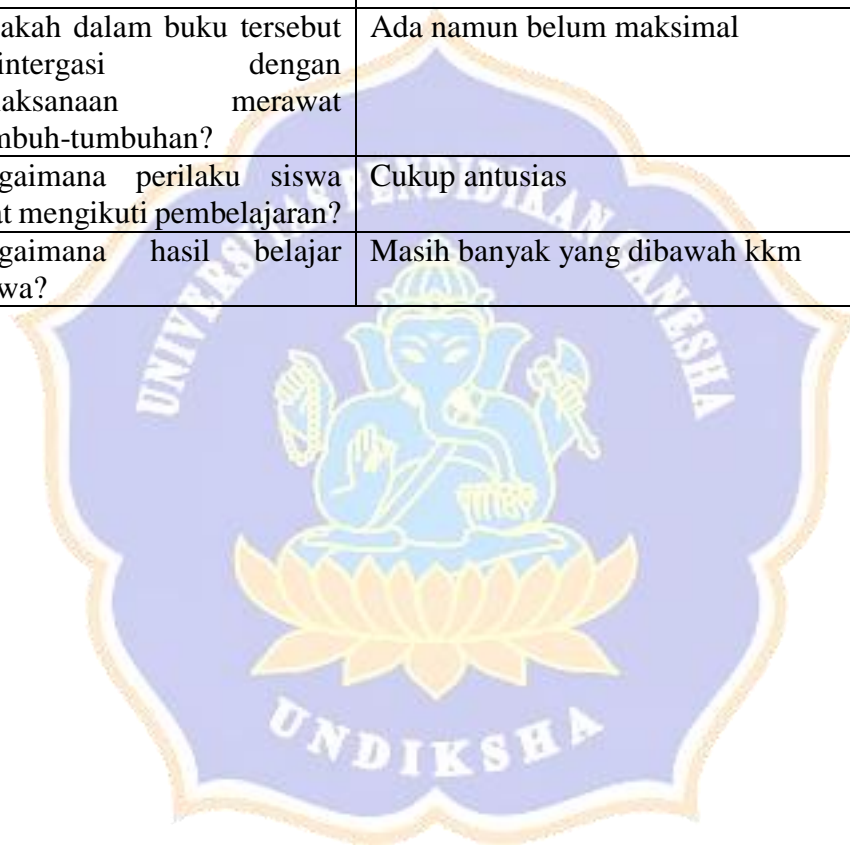 akah dalam buku tersebut
intergasi dengan
aksanaan merawat
mbuh-tumbuhan?
Ada namun belum maksimal
gaimana perilaku siswa
at mengikuti pembelajaran?
Cukup antusias
gaimana hasil belajar
wa?
Masih banyak yang dibawah kkm
UNIVERSITAS PENDIDIKAN GANESHA
UNDIKSHA